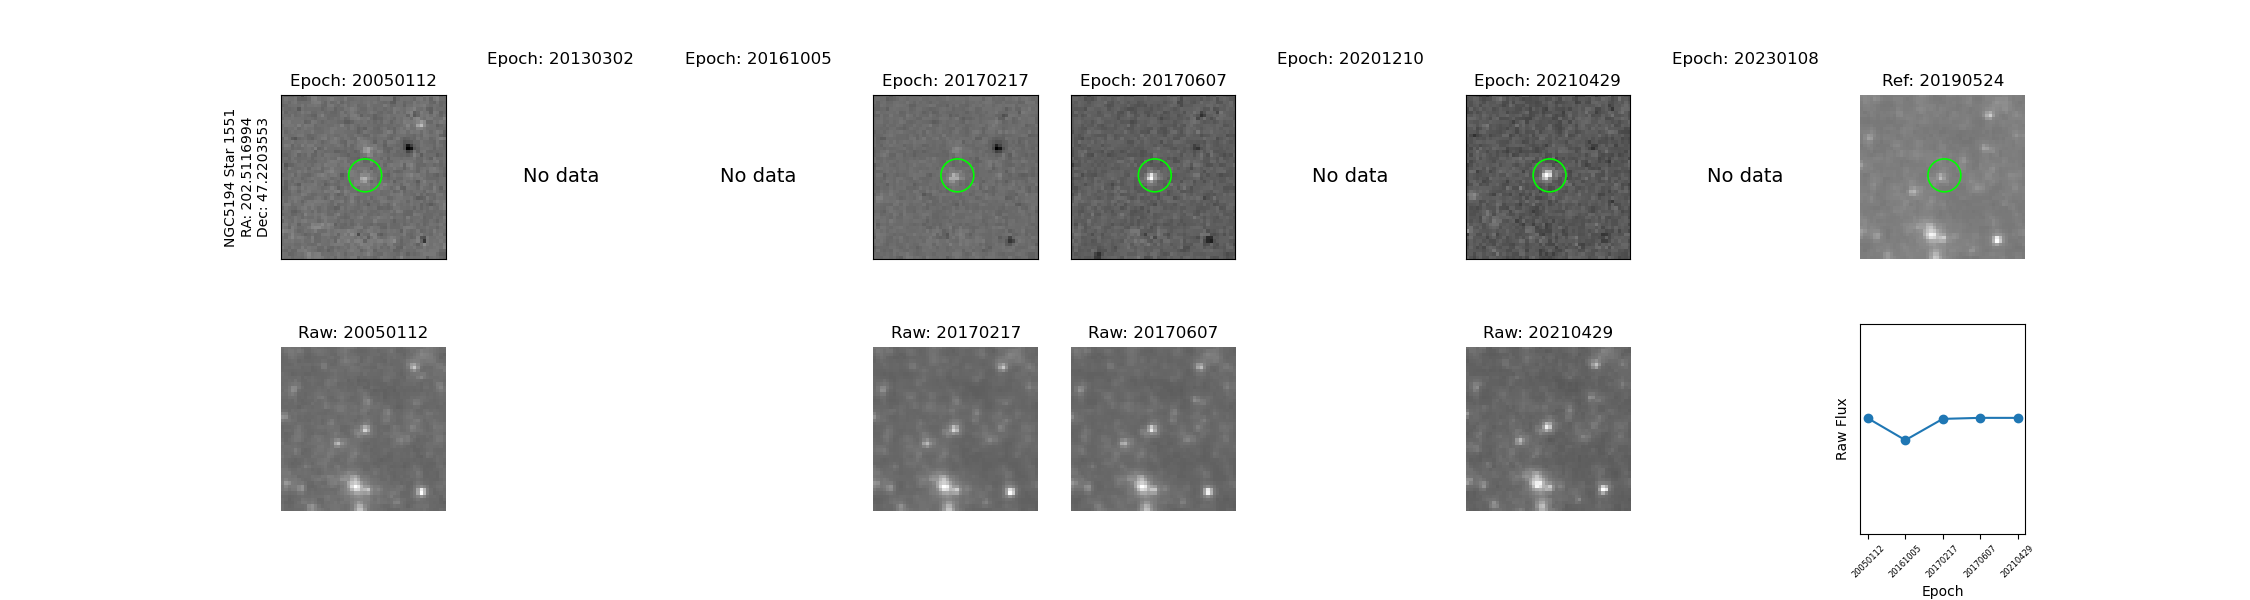 Epoch: 20050112
Epoch: 20130302
Epoch: 20161005
Epoch: 20170217
Epoch: 20170607
Epoch: 20201210
Epoch: 20210429
Epoch: 20230108
Ref: 20190524
NGC5194 Star 1551
RA: 202.5116994
Dec: 47.2203553
No data
No data
No data
No data
Raw: 20050112
Raw: 20170217
Raw: 20170607
Raw: 20210429
Raw Flux
20050112
20161005
20170217
20170607
20210429
Epoch